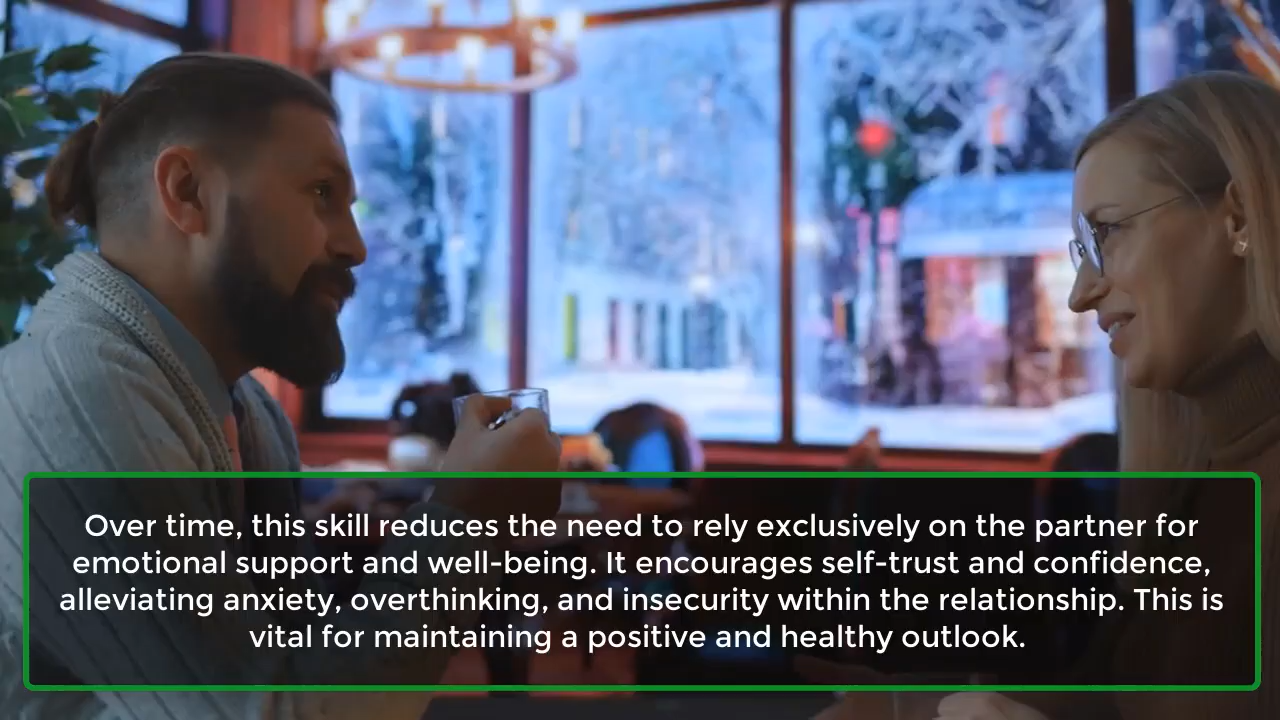 Over time, this skill reduces the need to rely exclusively on the partner for
emotional support and well-being. It encourages self-trust and confidence,
alleviating anxiety, overthinking, and insecurity within the relationship. This is
vital for maintaining a positive and healthy outlook.